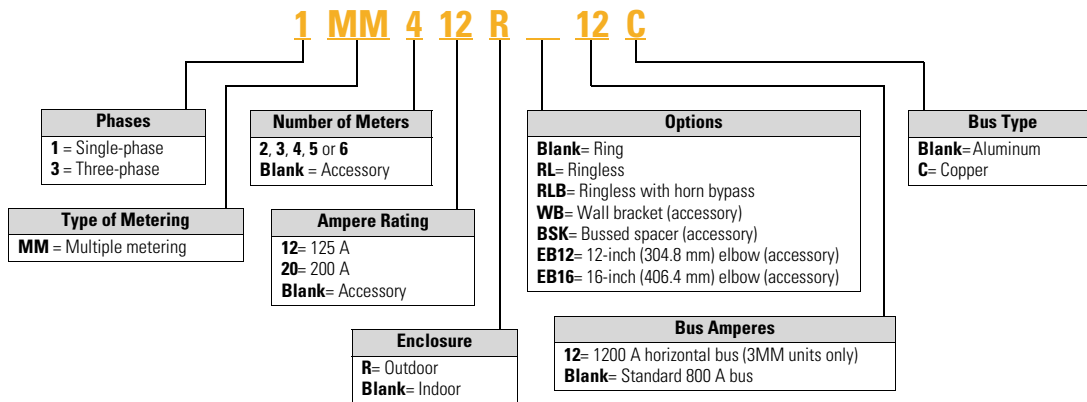 1 MM 4 12 R __ 12 C
Phases
1 = Single-phase
3 = Three-phase
Type of Metering
MM = Multiple metering
Number of Meters
2, 3, 4, 5 or 6
Blank = Accessory
Ampere Rating
12= 125 A
20= 200 A
Blank= Accessory
Enclosure
R= Outdoor
Blank= Indoor
Options
Blank= Ring
RL= Ringless
RLB= Ringless with horn bypass
WB= Wall bracket (accessory)
BSK= Bussed spacer (accessory)
EB12= 12-inch (304.8 mm) elbow (accessory)
EB16= 16-inch (406.4 mm) elbow (accessory)
Bus Amperes
12= 1200 A horizontal bus (3MM units only)
Blank= Standard 800 A bus
Bus Type
Blank= Aluminum
C= Copper